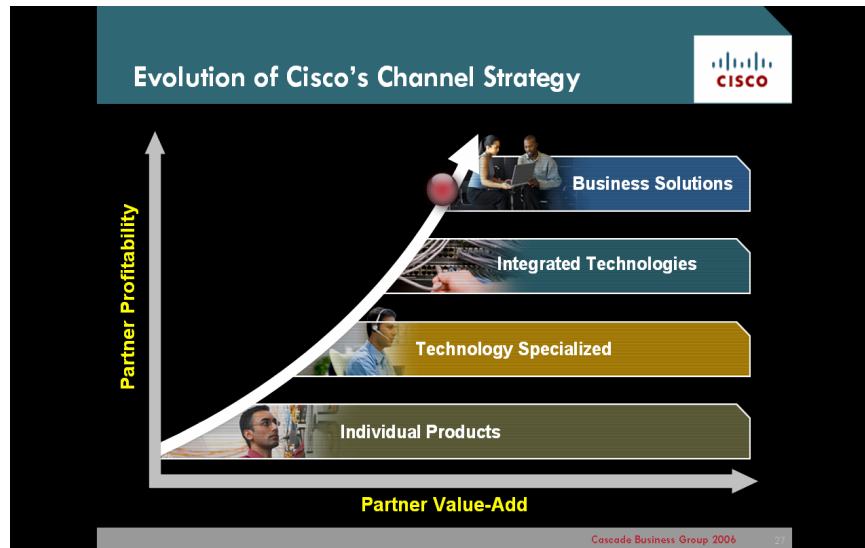 Evolution of Cisco's Channel Strategy
CISCO
Partner Profitability
Business Solutions
Integrated Technologies
Technology Specialized
Individual Products
Partner Value-Add
Cascade Business Group 2006
27